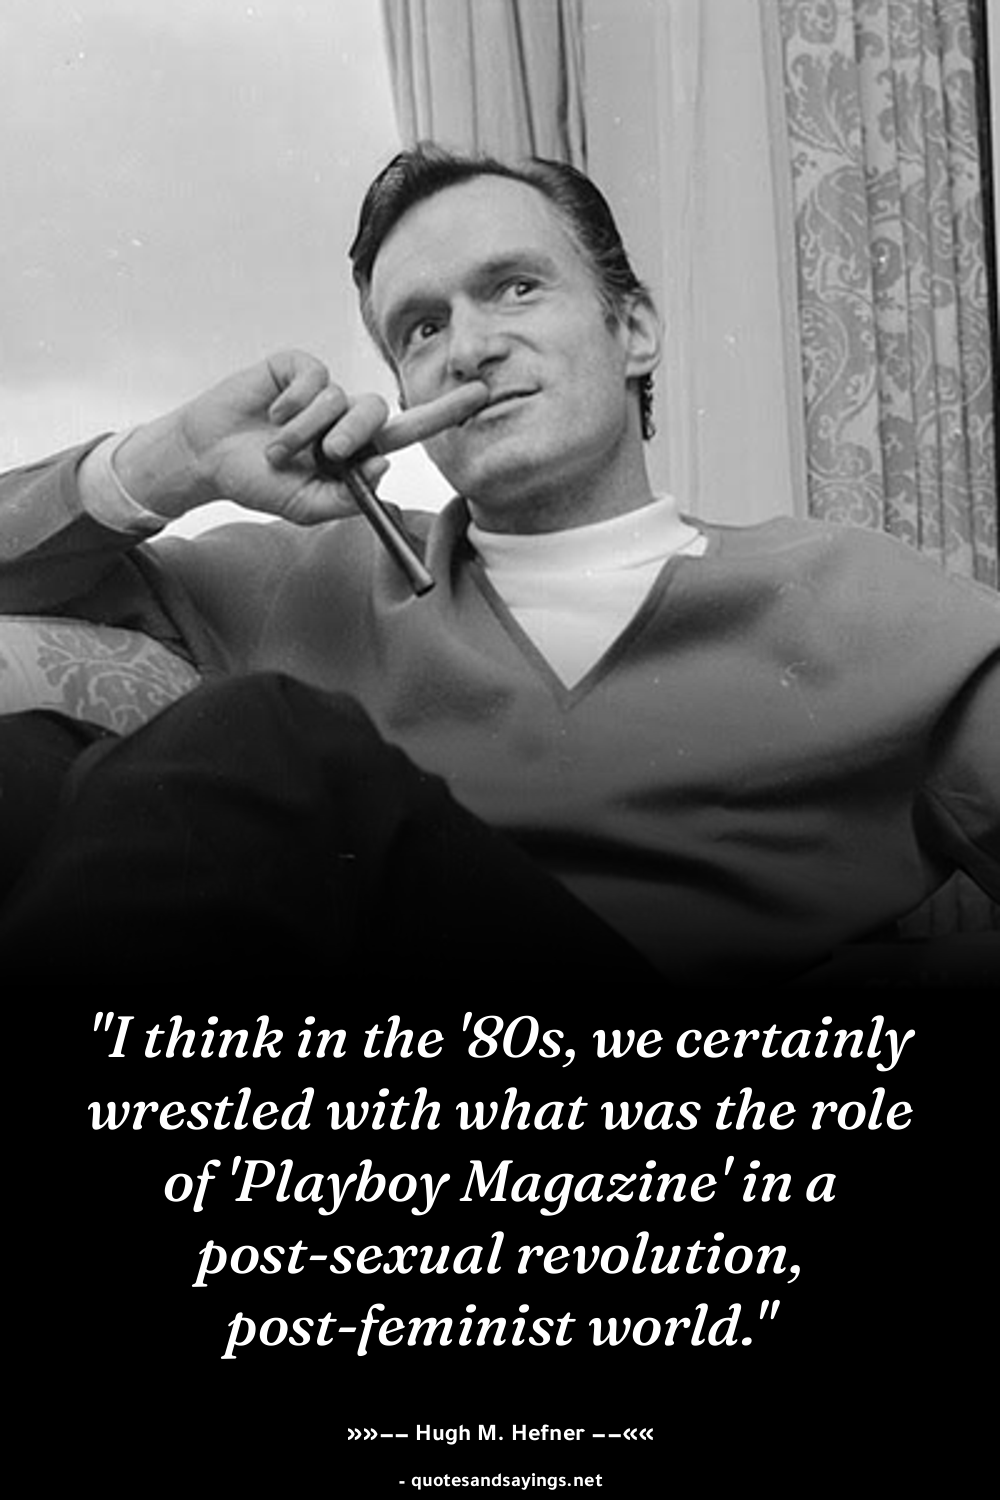 "I think in the '80s, we certainly
wrestled with what was the role
of 'Playboy Magazine' in a
post-sexual revolution,
post-feminist world."
»»–– Hugh M. Hefner ––««
- quotesandsayings.net